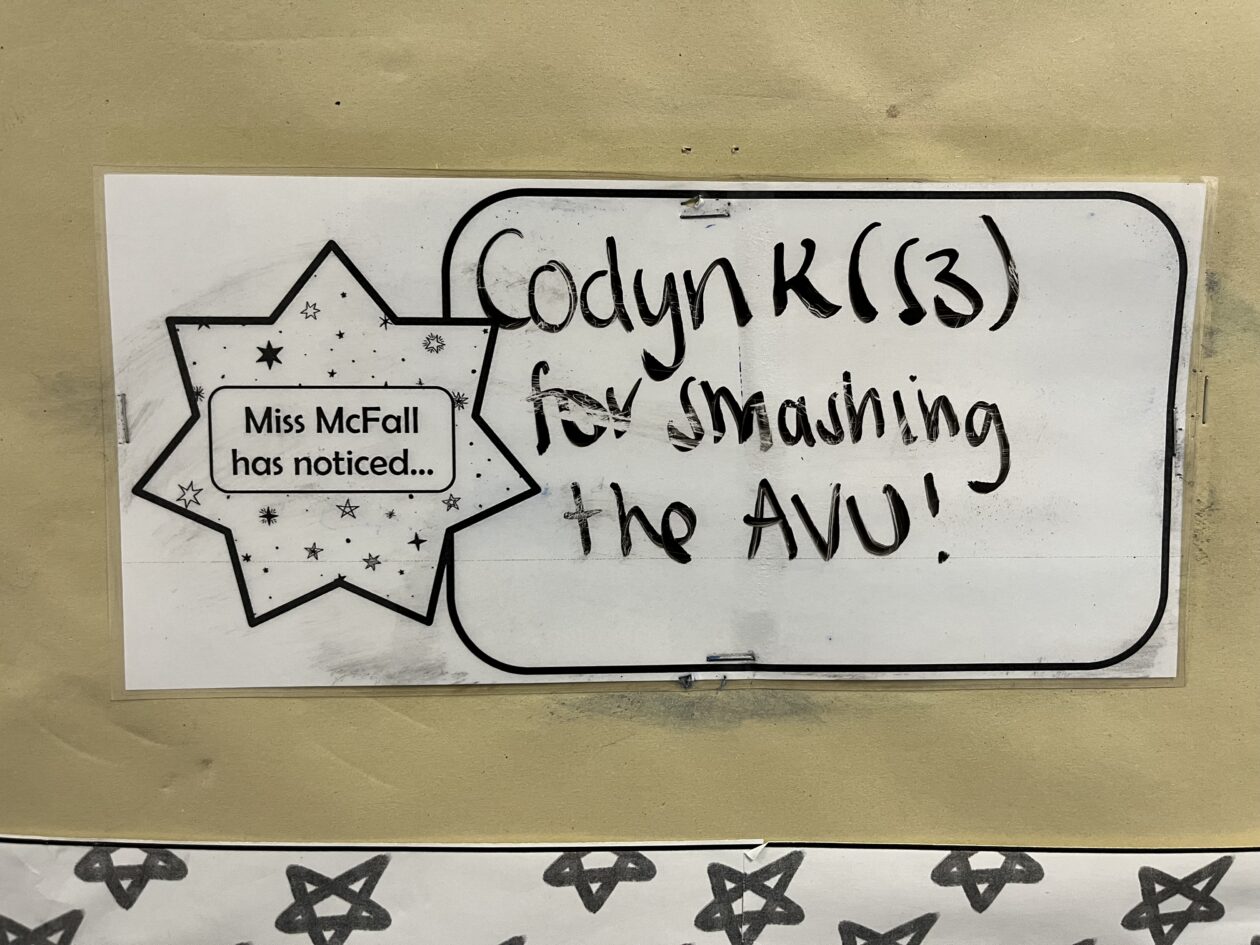 Miss McFall
has noticed...
Codyn K (S3)
for smashing
the AVU!